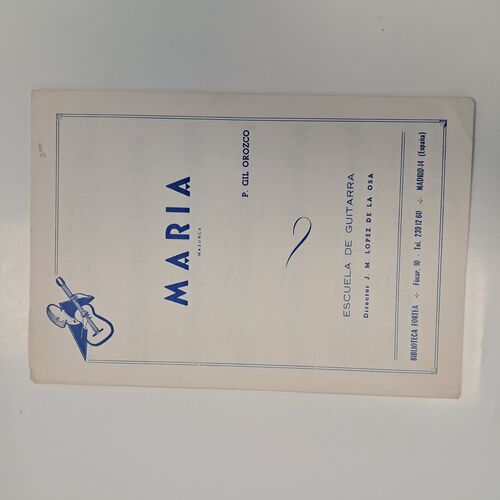 MARIA
MAZURCA
P. GIL OROZCO
ESCUELA DE GUITARRA
Director J. M. LOPEZ DE LA OSA
BIBLIOTECA FORTEA ÷ Fúcar, 10 - Tel. 239 12 60 ÷ MADRID-14 (España)